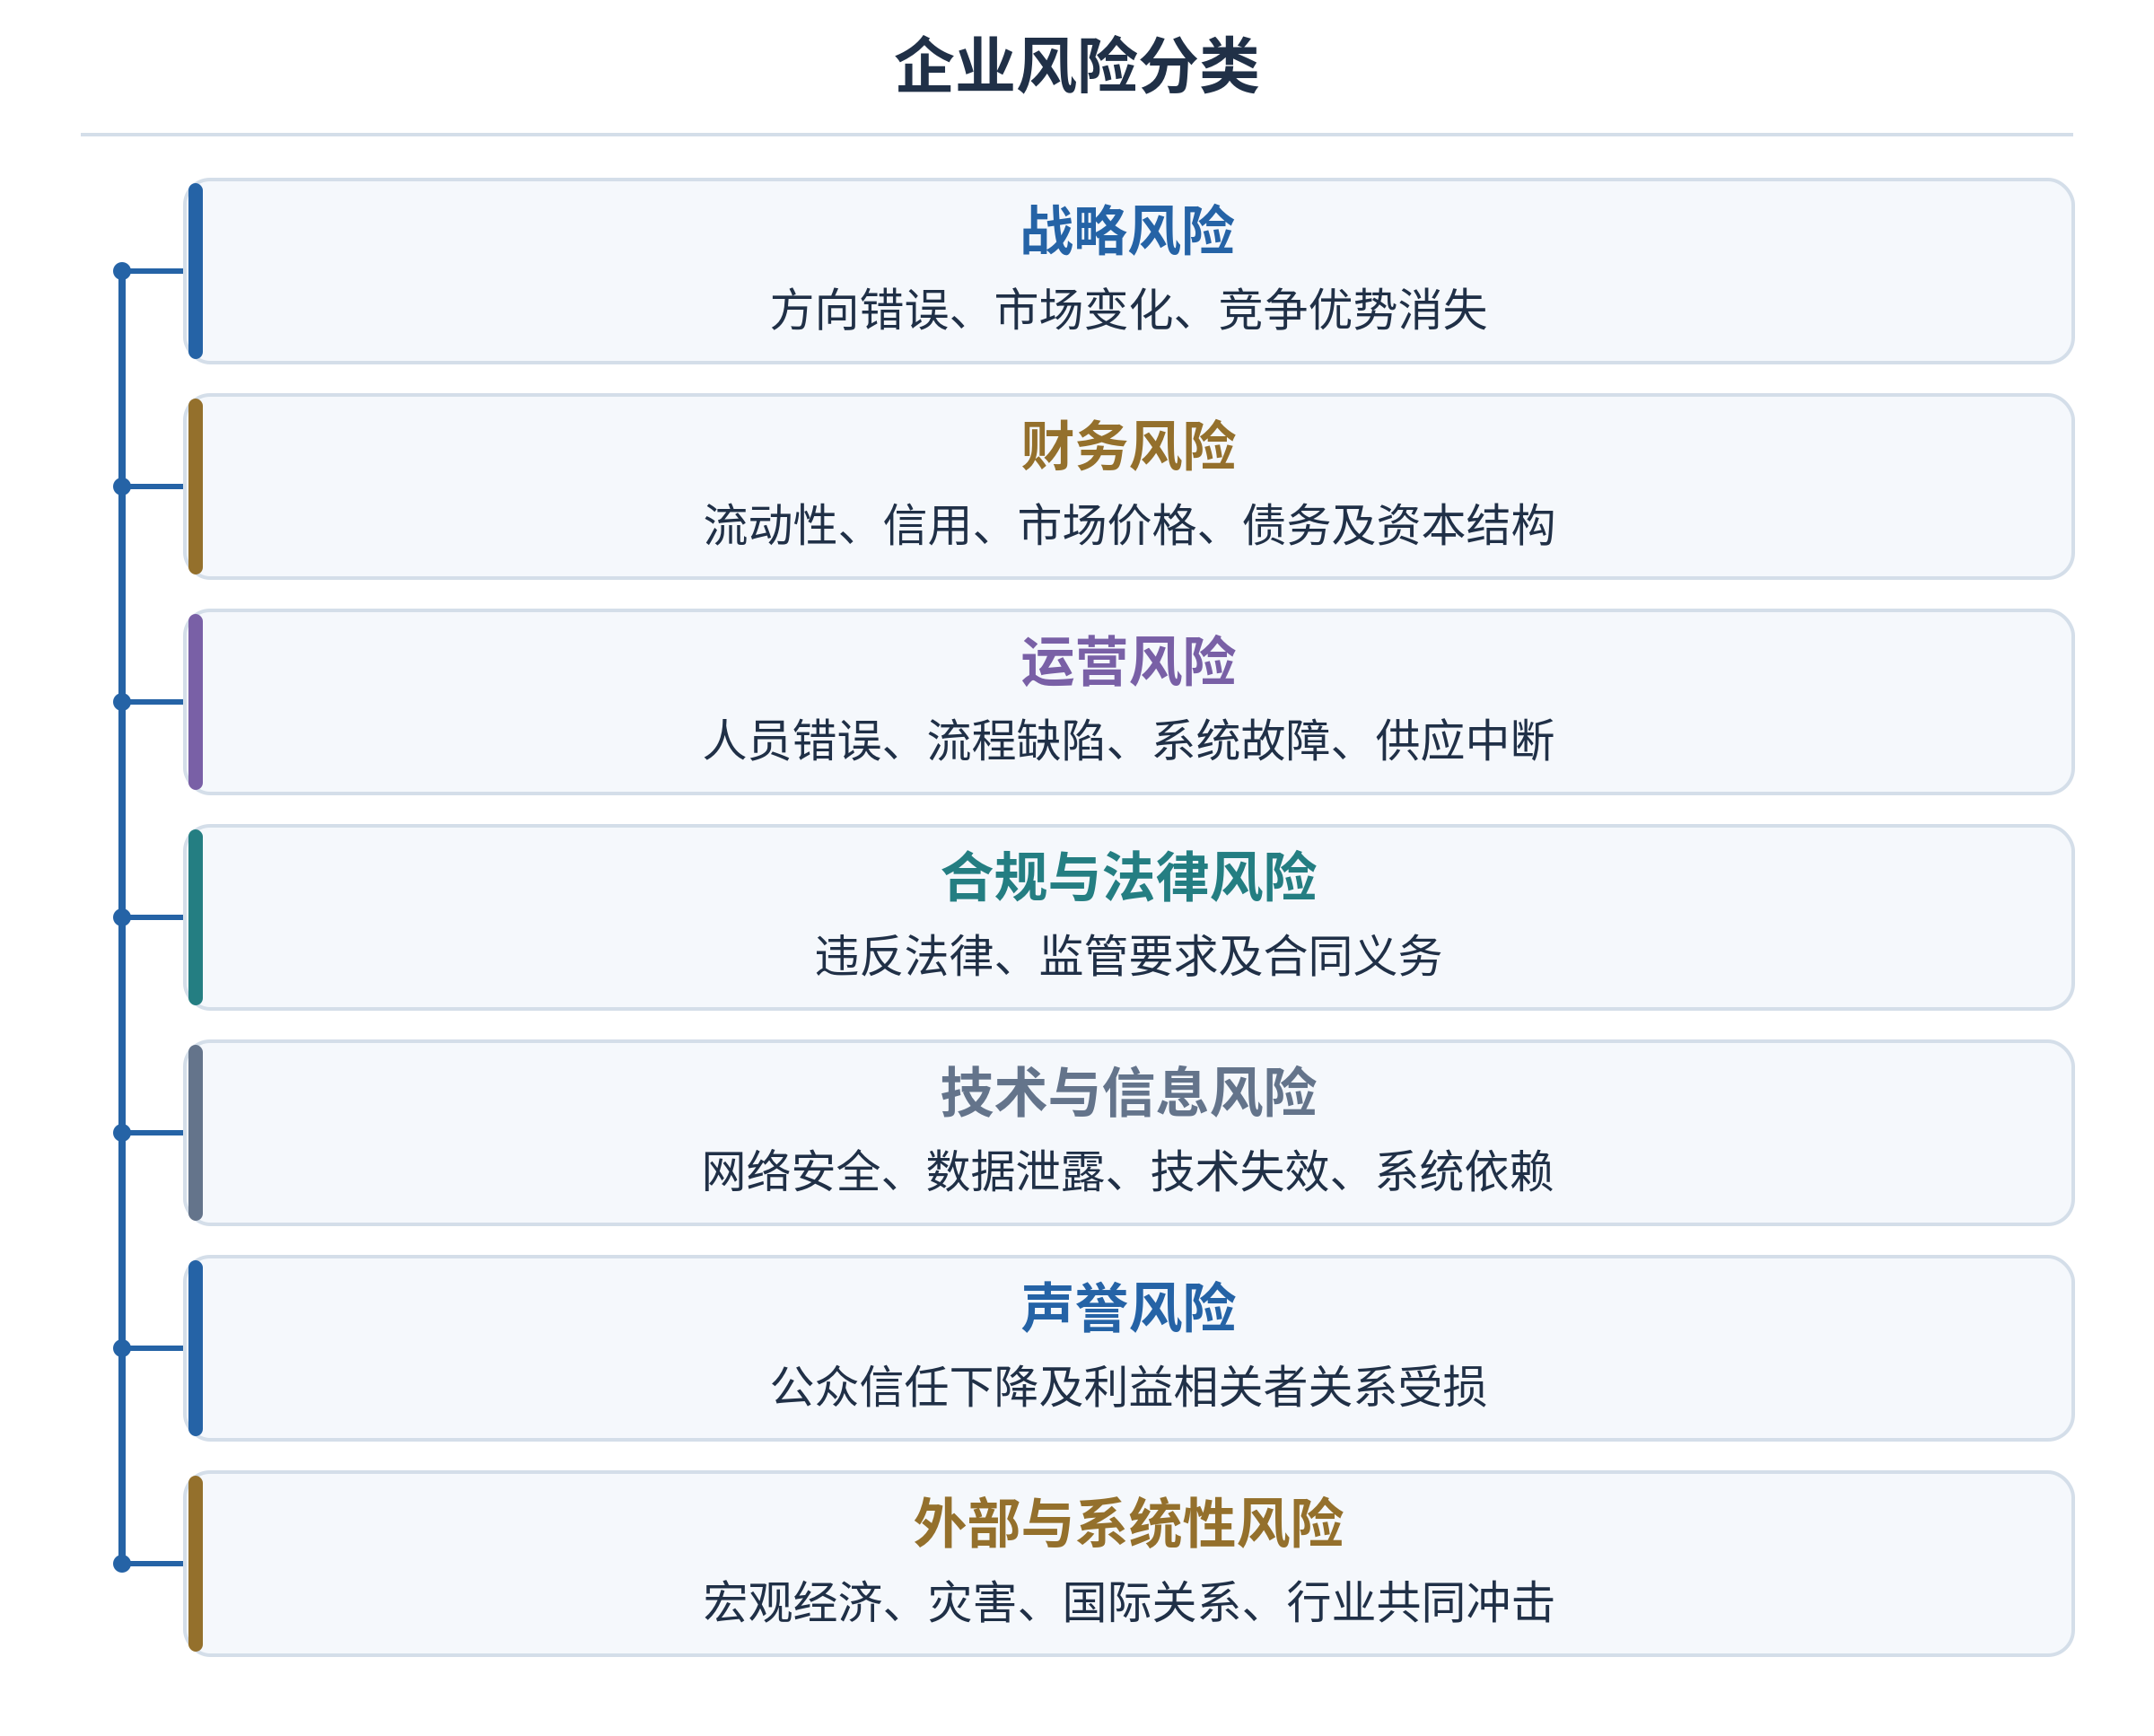 企业风险分类
战略风险
方向错误、市场变化、竞争优势消失
财务风险
流动性、信用、市场价格、债务及资本结构
运营风险
人员错误、流程缺陷、系统故障、供应中断
合规与法律风险
违反法律、监管要求及合同义务
技术与信息风险
网络安全、数据泄露、技术失效、系统依赖
声誉风险
公众信任下降及利益相关者关系受损
外部与系统性风险
宏观经济、灾害、国际关系、行业共同冲击